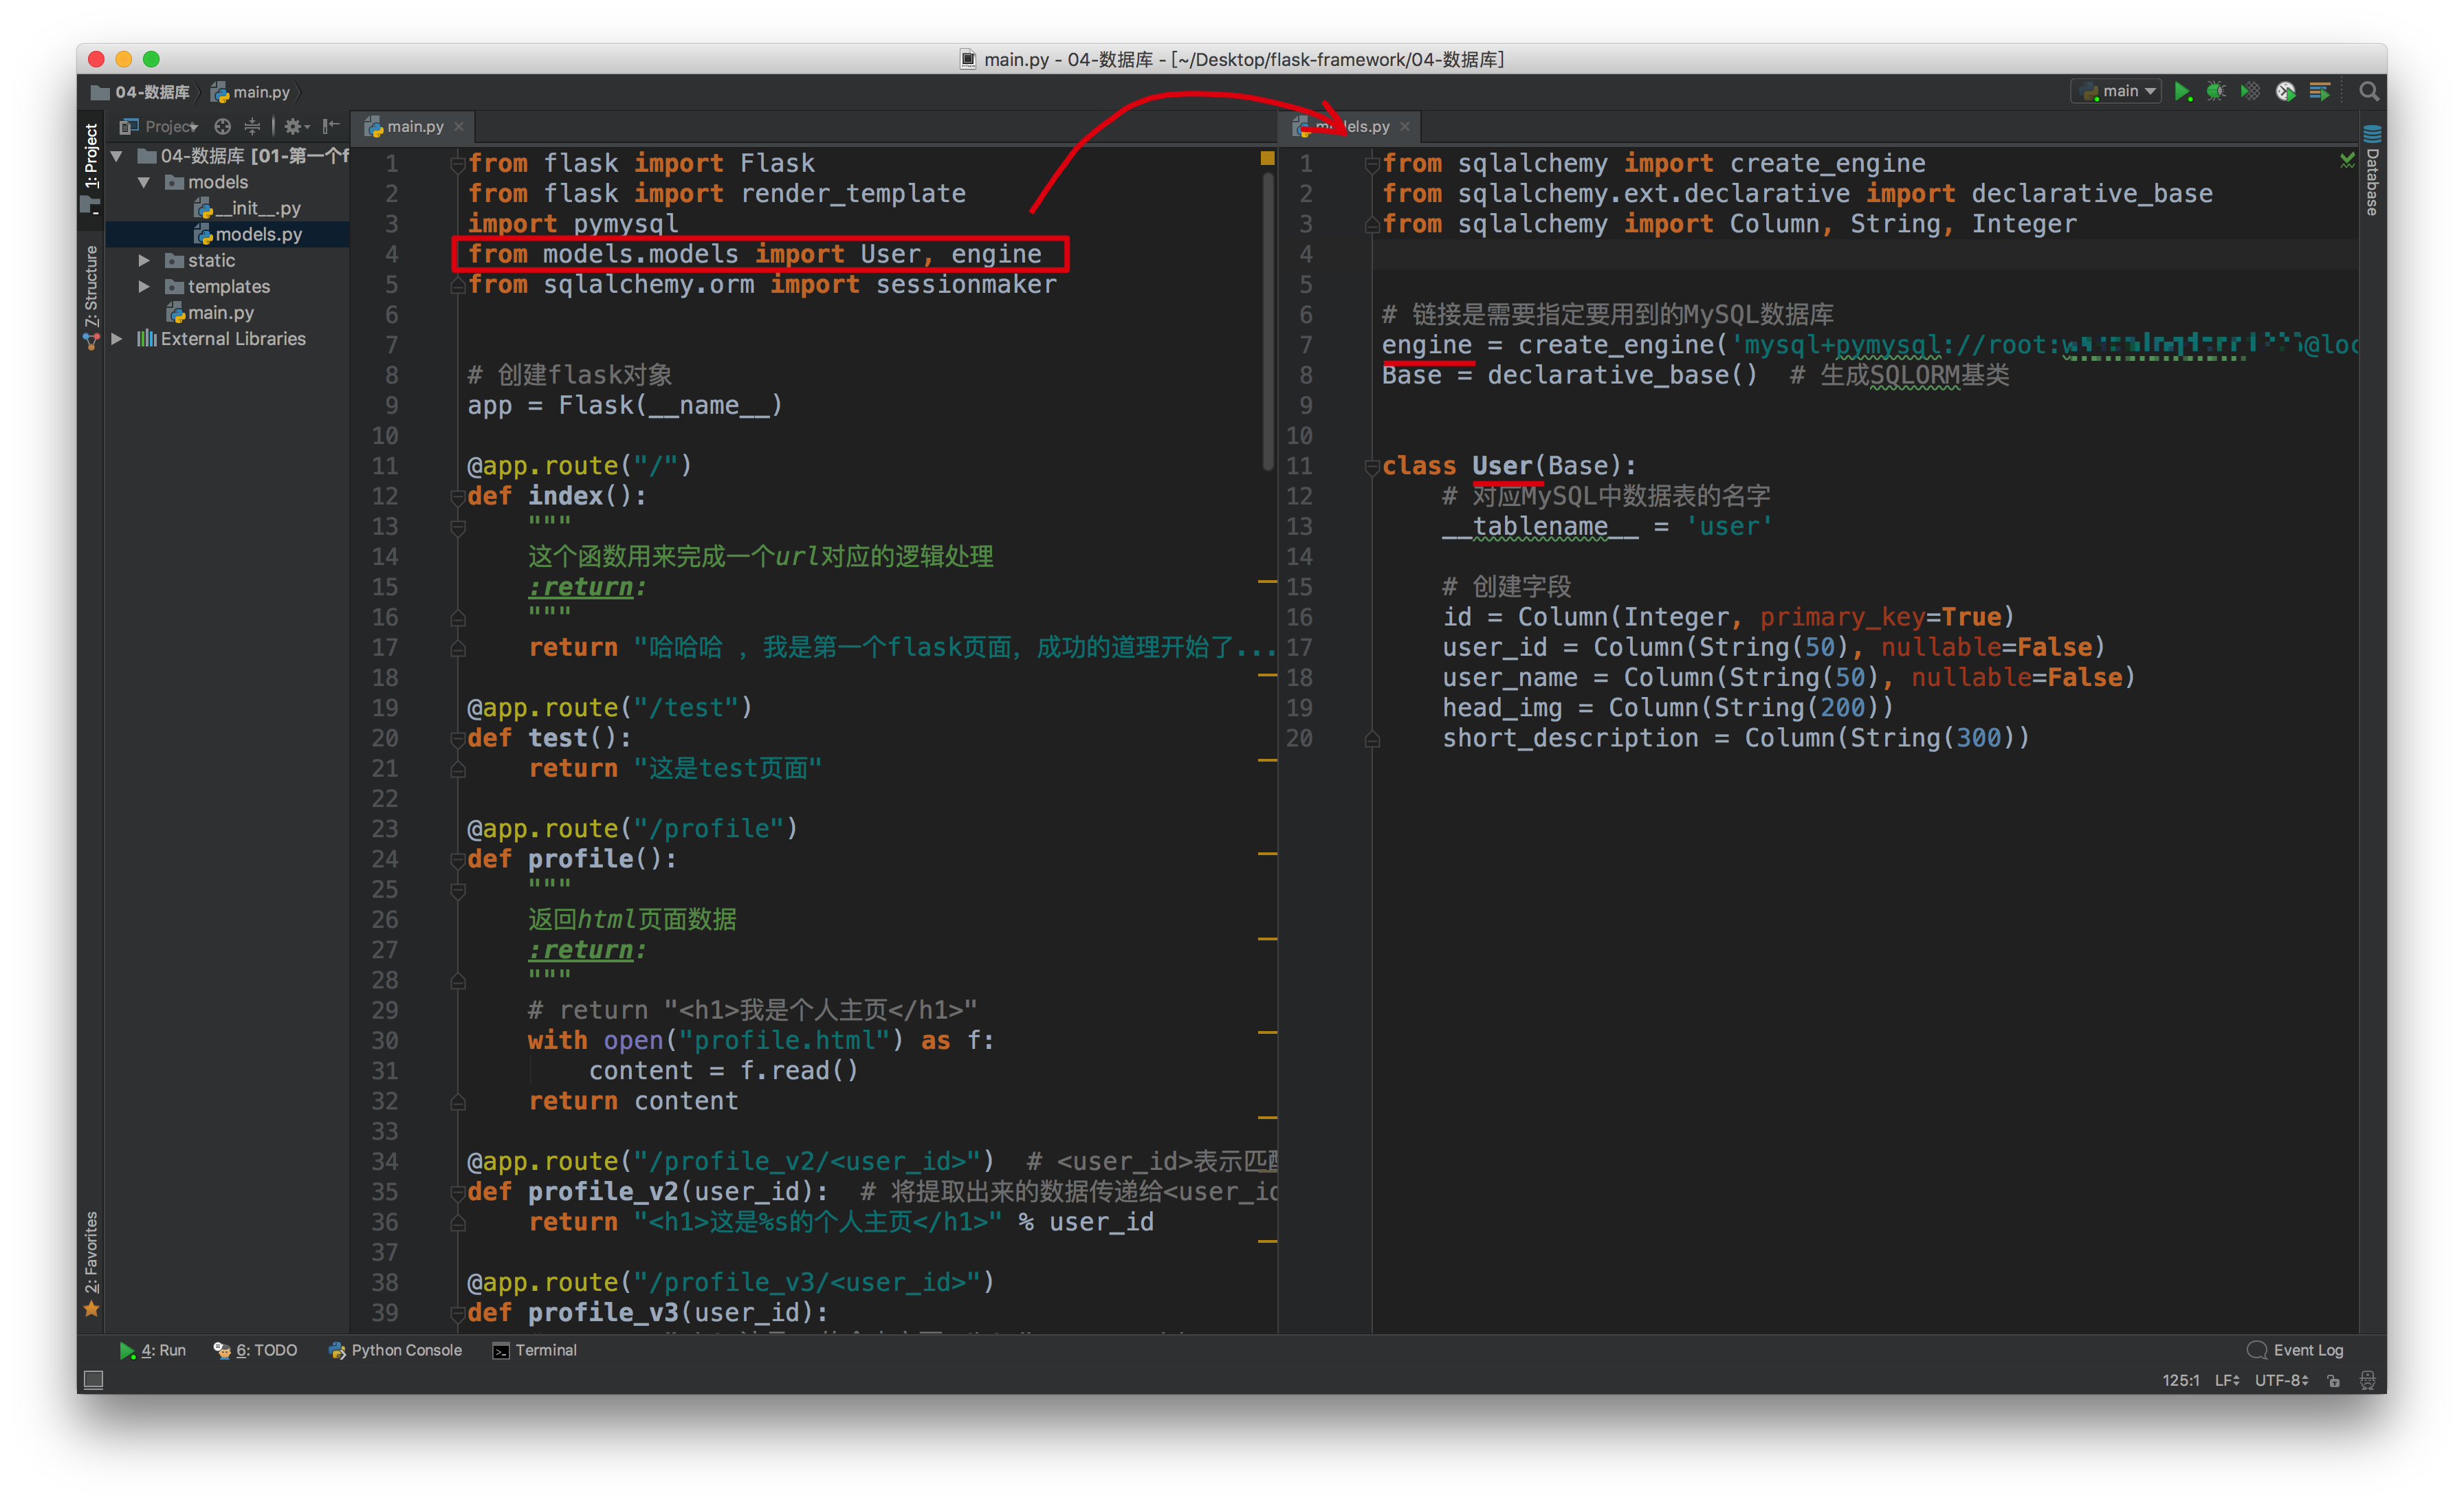 main.py - 04-数据库 - [~/Desktop/flask-framework/04-数据库]
04-数据库 main.py
main
1: Project
Z: Structure
2: Favorites
Database
Project
04-数据库 [01-第一个f
models
__init__.py
models.py
static
templates
main.py
External Libraries
main.py
1 from flask import Flask
2 from flask import render_template
3 import pymysql
4 from models.models import User, engine
5 from sqlalchemy.orm import sessionmaker
6
7
8 # 创建flask对象
9 app = Flask(__name__)
10
11 @app.route("/")
12 def index():
13 """
14 这个函数用来完成一个url对应的逻辑处理
15 :return:
16 """
17 return "哈哈哈 ，我是第一个flask页面，成功的道理开始了...
18
19 @app.route("/test")
20 def test():
21 return "这是test页面"
22
23 @app.route("/profile")
24 def profile():
25 """
26 返回html页面数据
27 :return:
28 """
29 # return "<h1>我是个人主页</h1>"
30 with open("profile.html") as f:
31 content = f.read()
32 return content
33
34 @app.route("/profile_v2/<user_id>") # <user_id>表示匹配
35 def profile_v2(user_id): # 将提取出来的数据传递给<user_id
36 return "<h1>这是%s的个人主页</h1>" % user_id
37
38 @app.route("/profile_v3/<user_id>")
39 def profile_v3(user_id):
models.py
1 from sqlalchemy import create_engine
2 from sqlalchemy.ext.declarative import declarative_base
3 from sqlalchemy import Column, String, Integer
4
5
6 # 链接是需要指定要用到的MySQL数据库
7 engine = create_engine('mysql+pymysql://root: @loc
8 Base = declarative_base() # 生成SQLORM基类
9
10
11 class User(Base):
12 # 对应MySQL中数据表的名字
13 __tablename__ = 'user'
14
15 # 创建字段
16 id = Column(Integer, primary_key=True)
17 user_id = Column(String(50), nullable=False)
18 user_name = Column(String(50), nullable=False)
19 head_img = Column(String(200))
20 short_description = Column(String(300))
4: Run 6: TODO Python Console Terminal Event Log
125:1 LF UTF-8